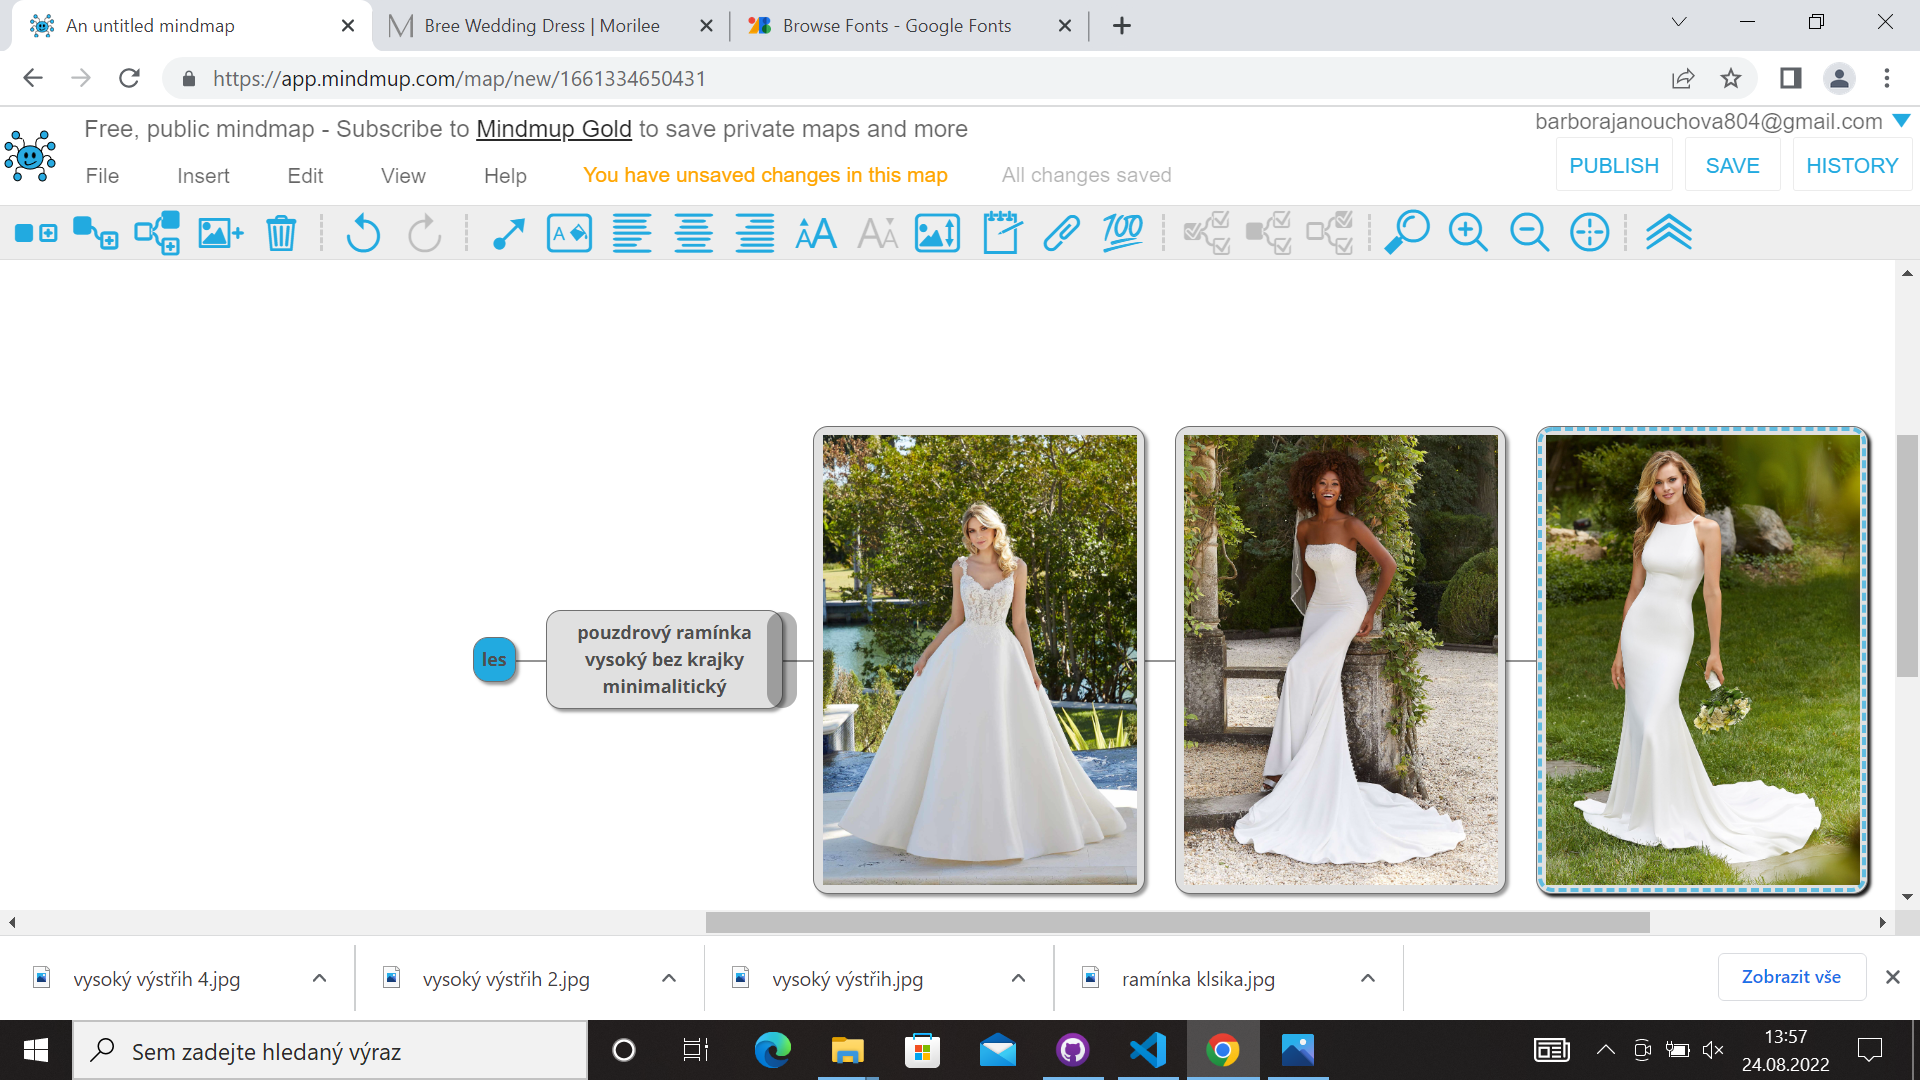 An untitled mindmap
Bree Wedding Dress | Morilee
Browse Fonts - Google Fonts
https://app.mindmup.com/map/new/1661334650431
Free, public mindmap - Subscribe to Mindmup Gold to save private maps and more
barborajanouchova804@gmail.com
File Insert Edit View Help You have unsaved changes in this map All changes saved
PUBLISH SAVE HISTORY
A AA AA 100
les
pouzdrový ramínka
vysoký bez krajky
minimalitický
vysoký výstřih 4.jpg
vysoký výstřih 2.jpg
vysoký výstřih.jpg
ramínka klsika.jpg
Zobrazit vše
Sem zadejte hledaný výraz
13:57
24.08.2022